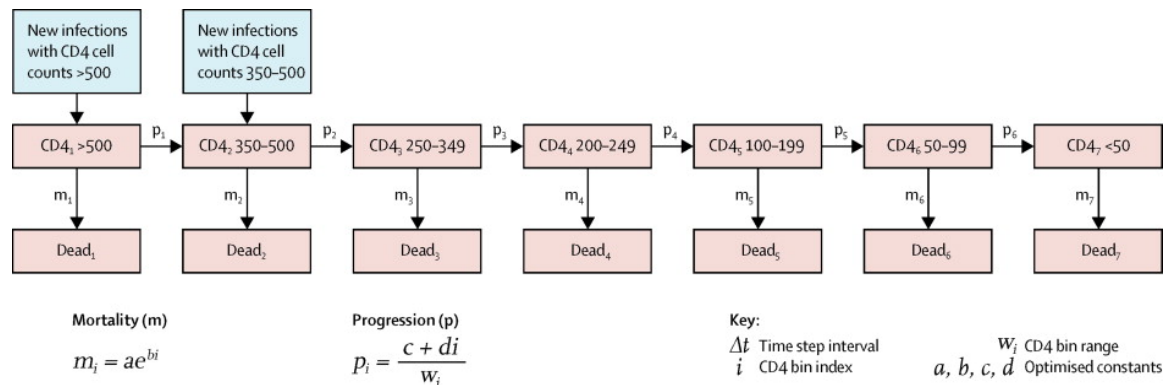 New infections
with CD4 cell
counts >500
New infections
with CD4 cell
counts 350–500
CD4₁ >500
p₁
CD4₂ 350–500
p₂
CD4₃ 250–349
p₃
CD4₄ 200–249
p₄
CD4₅ 100–199
p₅
CD4₆ 50–99
p₆
CD4₇ <50
m₁
m₂
m₃
m₄
m₅
m₆
m₇
Dead₁
Dead₂
Dead₃
Dead₄
Dead₅
Dead₆
Dead₇
Mortality (m)
mᵢ = ae^{bi}
Progression (p)
pᵢ = (c + di) / wᵢ
Key:
Δt Time step interval
i CD4 bin index
wᵢ CD4 bin range
a, b, c, d Optimised constants